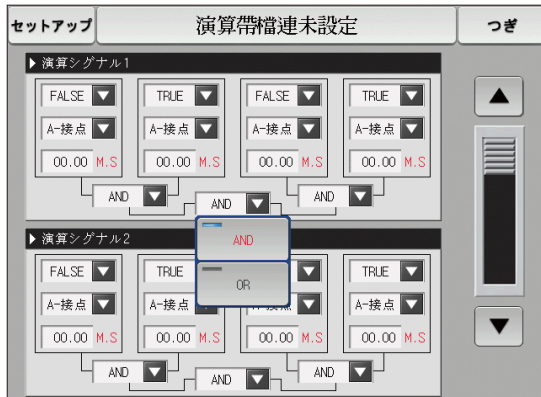 セットアップ 演算帶檔連未設定 つぎ
演算シグナル1
FALSE TRUE FALSE TRUE
A-接点 A-接点 A-接点 A-接点
00.00 M.S 00.00 M.S 00.00 M.S 00.00 M.S
AND AND AND
AND
OR
演算シグナル2
FALSE TRUE TRUE
A-接点 A-接点 A-接点
00.00 M.S 00.00 M.S 00.00 M.S 00.00 M.S
AND AND AND